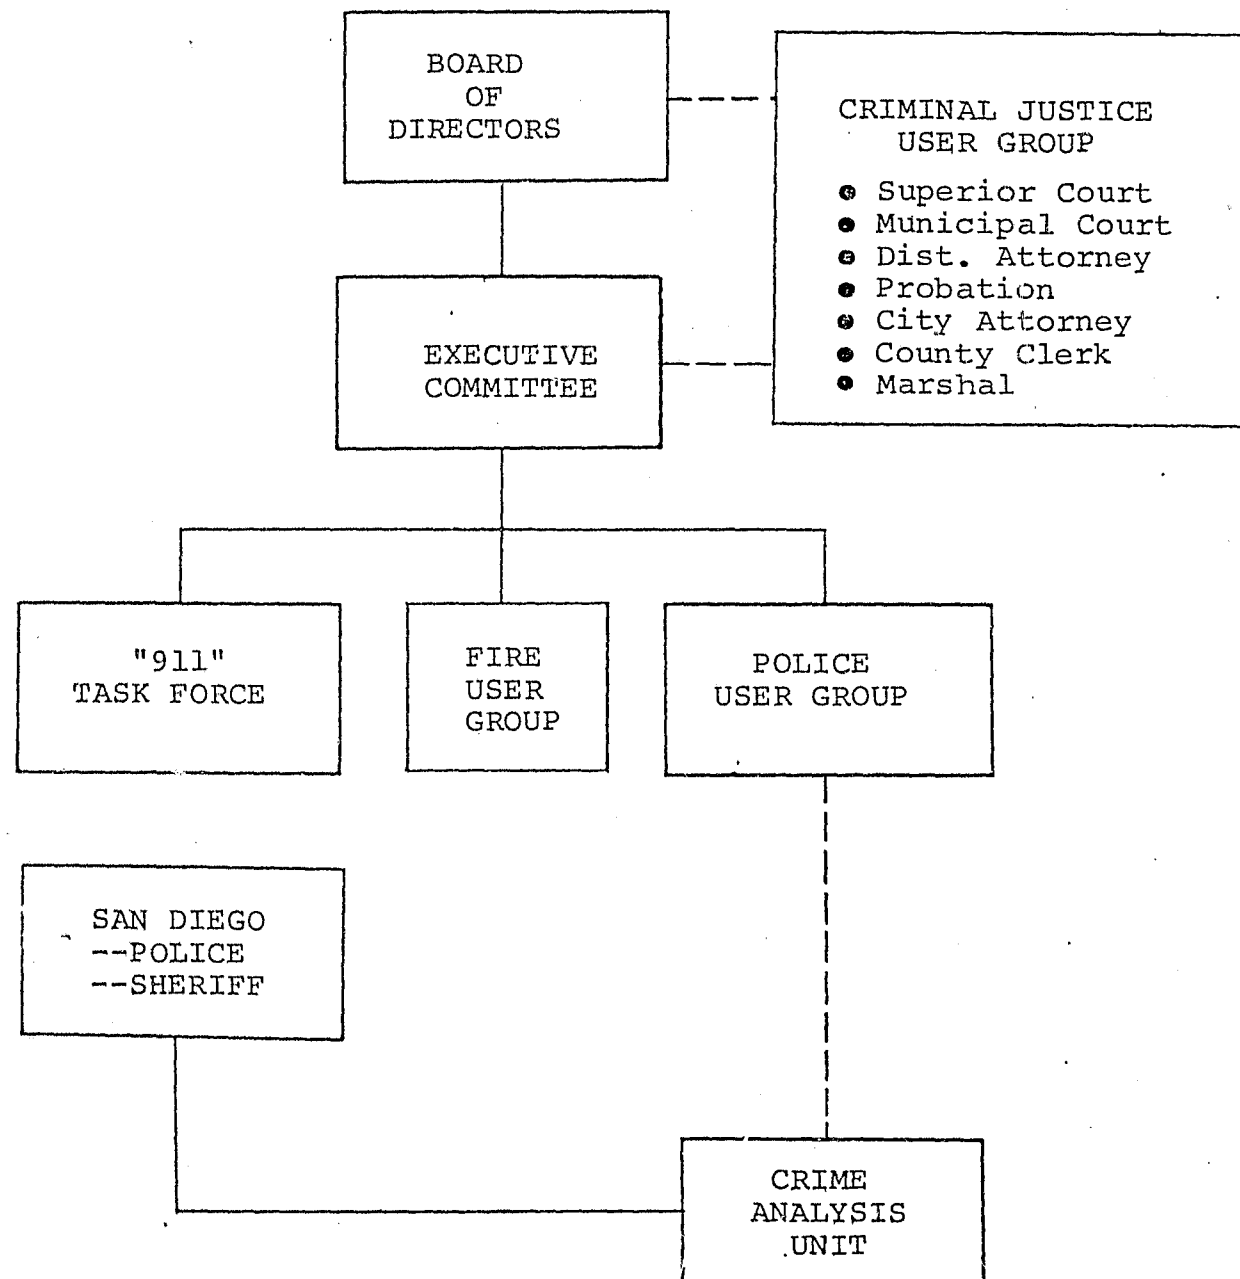 BOARD
OF
DIRECTORS
CRIMINAL JUSTICE
USER GROUP
• Superior Court
• Municipal Court
• Dist. Attorney
• Probation
• City Attorney
• County Clerk
• Marshal
EXECUTIVE
COMMITTEE
"911"
TASK FORCE
FIRE
USER
GROUP
POLICE
USER GROUP
SAN DIEGO
--POLICE
--SHERIFF
CRIME
ANALYSIS
UNIT